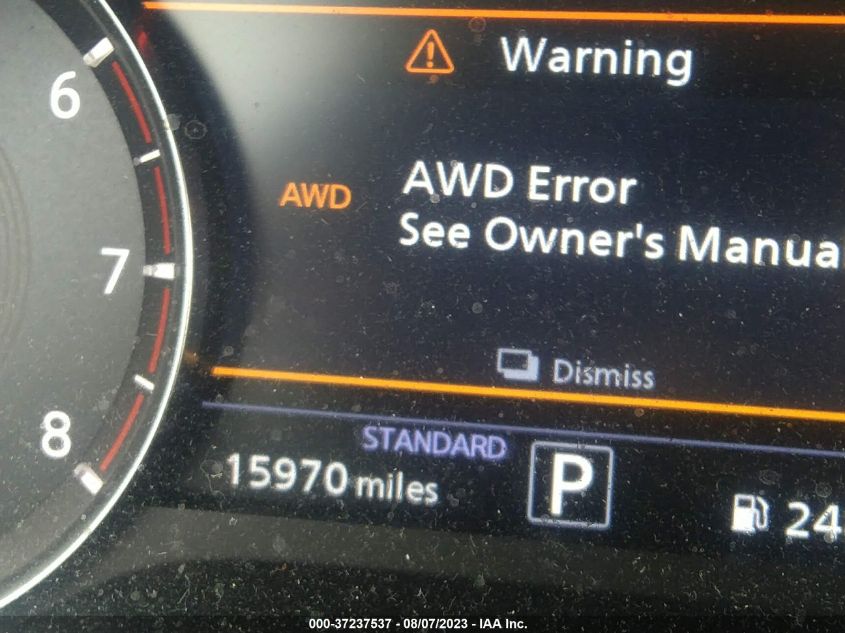 6
7
8
Warning
AWD
AWD Error
See Owner's Manua
Dismiss
STANDARD
15970 miles
P
24
000-37237537 - 08/07/2023 - IAA Inc.